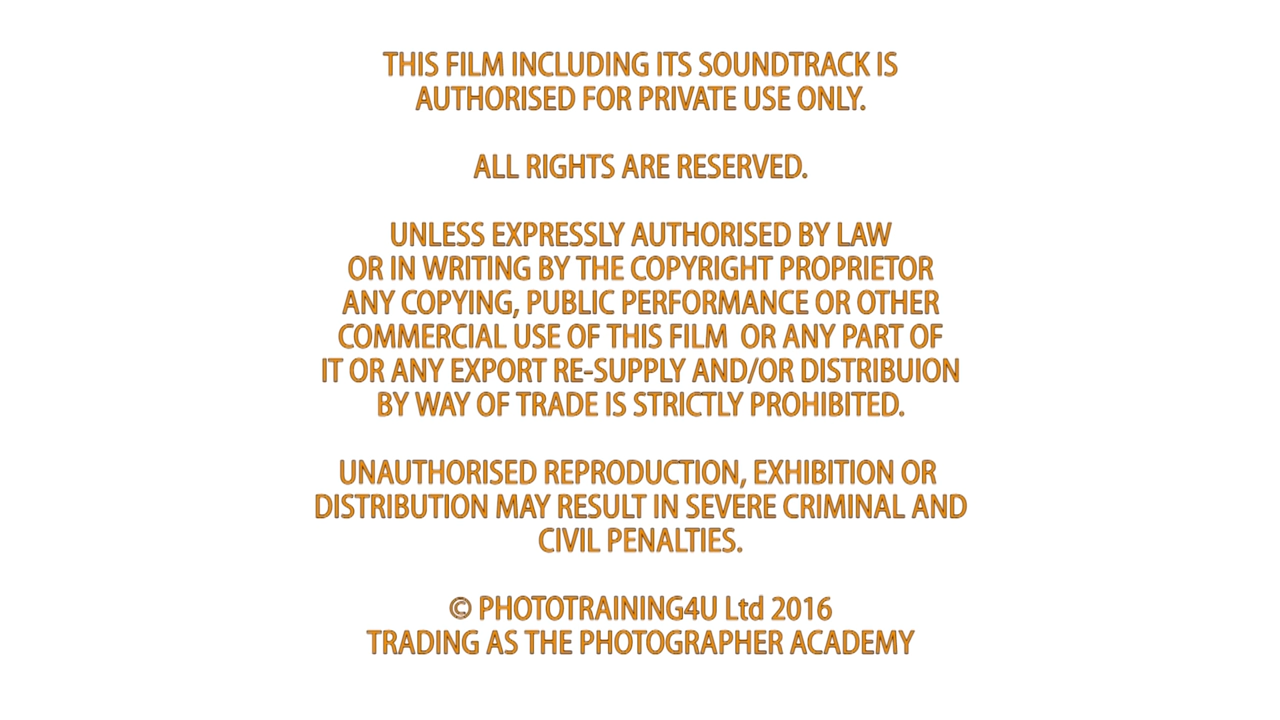 THIS FILM INCLUDING ITS SOUNDTRACK IS
AUTHORISED FOR PRIVATE USE ONLY.
ALL RIGHTS ARE RESERVED.
UNLESS EXPRESSLY AUTHORISED BY LAW
OR IN WRITING BY THE COPYRIGHT PROPRIETOR
ANY COPYING, PUBLIC PERFORMANCE OR OTHER
COMMERCIAL USE OF THIS FILM  OR ANY PART OF
IT OR ANY EXPORT RE-SUPPLY AND/OR DISTRIBUION
BY WAY OF TRADE IS STRICTLY PROHIBITED.
UNAUTHORISED REPRODUCTION, EXHIBITION OR
DISTRIBUTION MAY RESULT IN SEVERE CRIMINAL AND
CIVIL PENALTIES.
© PHOTOTRAINING4U Ltd 2016
TRADING AS THE PHOTOGRAPHER ACADEMY